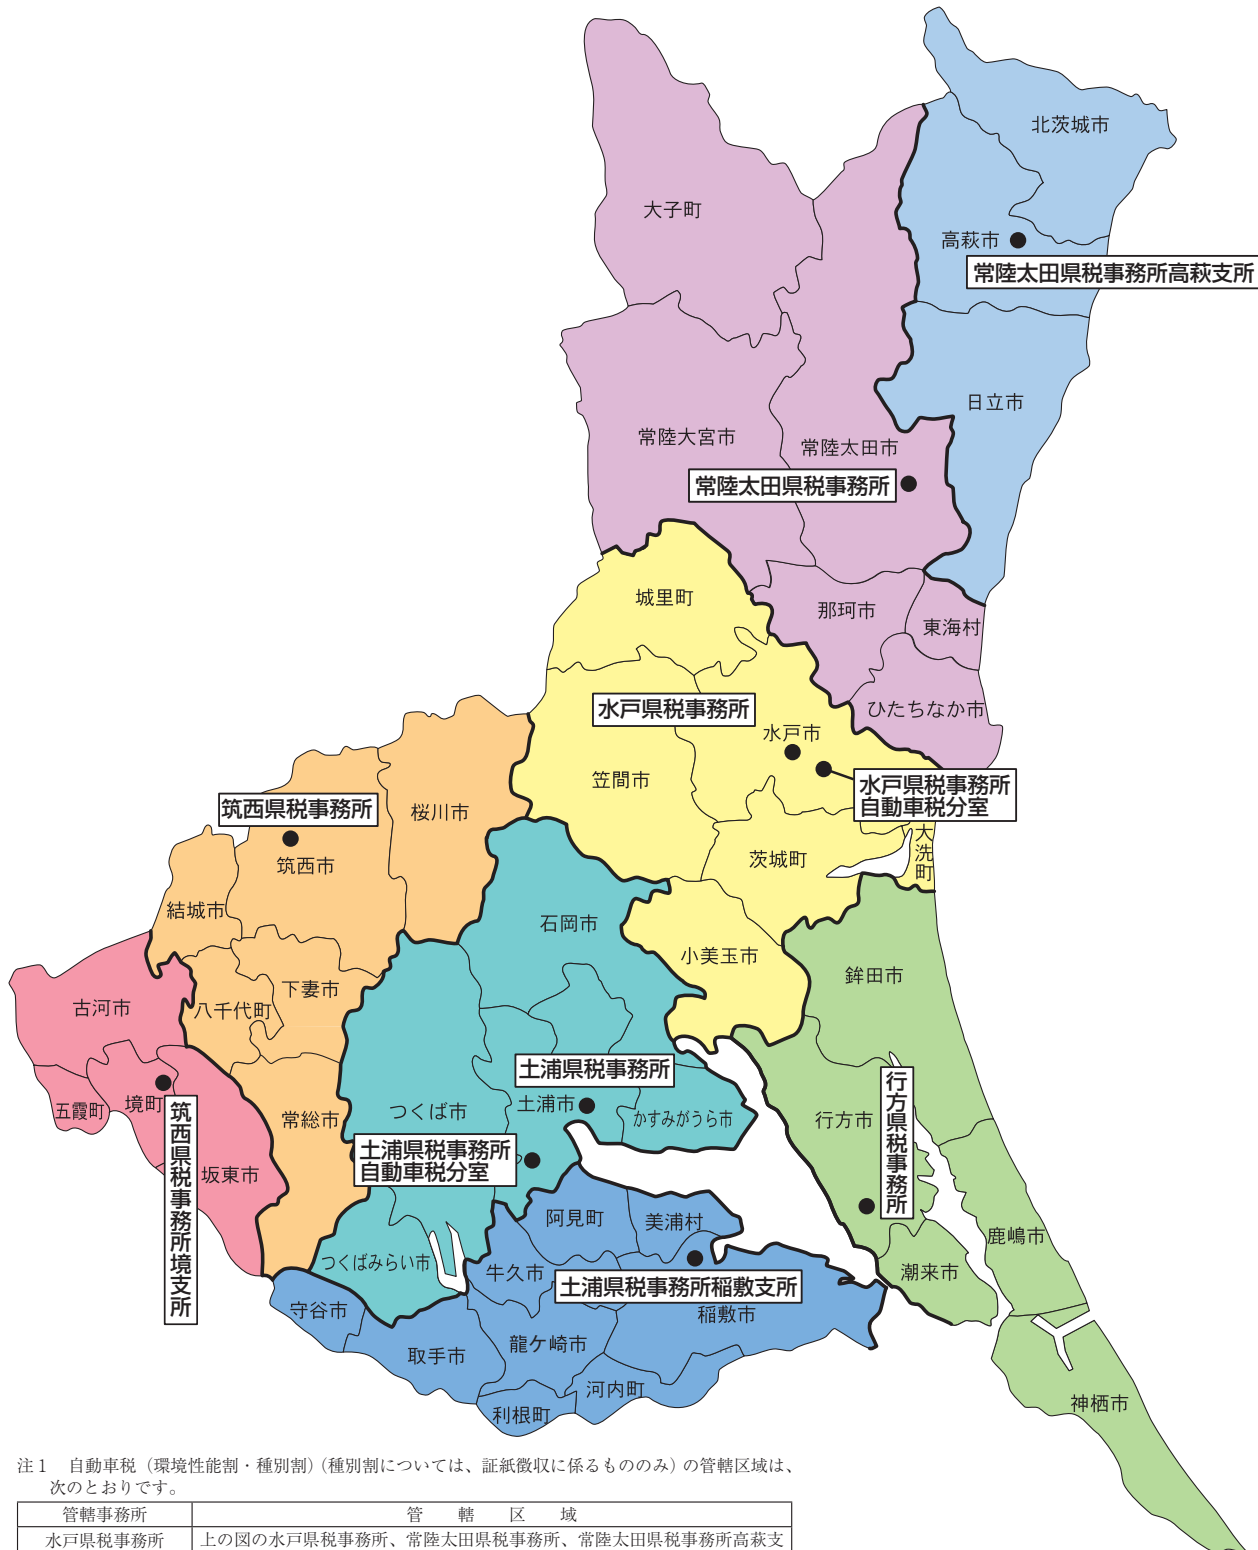 北茨城市
大子町
高萩市
常陸太田県税事務所高萩支所
日立市
常陸大宮市
常陸太田市
常陸太田県税事務所
城里町
那珂市
東海村
水戸県税事務所
ひたちなか市
水戸市
笠間市
水戸県税事務所
自動車税分室
筑西県税事務所
桜川市
大洗町
茨城町
筑西市
結城市
石岡市
小美玉市
鉾田市
下妻市
古河市
八千代町
土浦県税事務所
行方県税事務所
五霞町
境町
筑西県税事務所境支所
常総市
つくば市
土浦市
かすみがうら市
行方市
土浦県税事務所
自動車税分室
坂東市
阿見町
美浦村
鹿嶋市
つくばみらい市
牛久市
潮来市
土浦県税事務所稲敷支所
守谷市
稲敷市
龍ケ崎市
取手市
河内町
神栖市
利根町
注1 自動車税（環境性能割・種別割）（種別割については、証紙徴収に係るもののみ）の管轄区域は、
次のとおりです。
管轄事務所 管轄区域
水戸県税事務所 上の図の水戸県税事務所、常陸太田県税事務所、常陸太田県税事務所高萩支